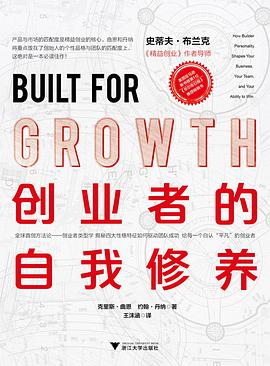 产品与市场的匹配度是精益创业的核心。曲恩和丹纳
将重点放在了创始人的个性品格与团队的匹配度上，
这绝对是一本必读佳作！
史蒂夫·布兰克
《精益创业》作者导师
How Builder
Personality
Shapes Your
Business,
Your Team,
and Your
Ability to Win
BUILT FOR
GROWTH
创业者的
全球首创方法论——创业者类型学 揭秘四大性格特征如何驱动团队成功 给每一个自认“平凡”的创业者
自我修养
克里斯·曲恩 约翰·丹纳 著
王沫涵 译
浙江大学出版社